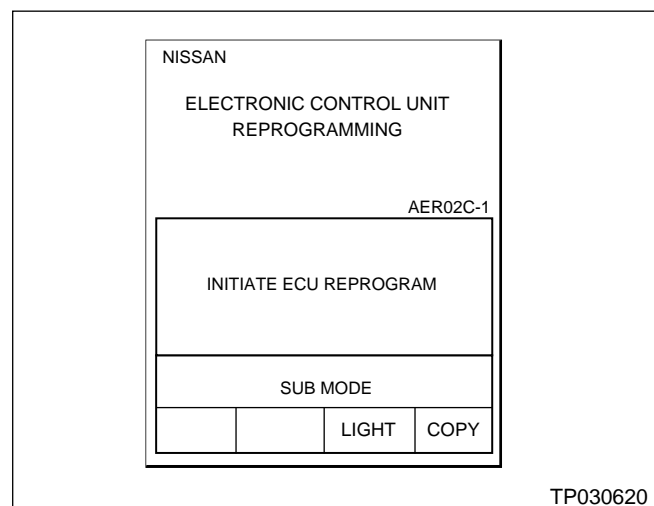 NISSAN
ELECTRONIC CONTROL UNIT
REPROGRAMMING
AER02C-1
INITIATE ECU REPROGRAM
SUB MODE
LIGHT COPY
TP030620